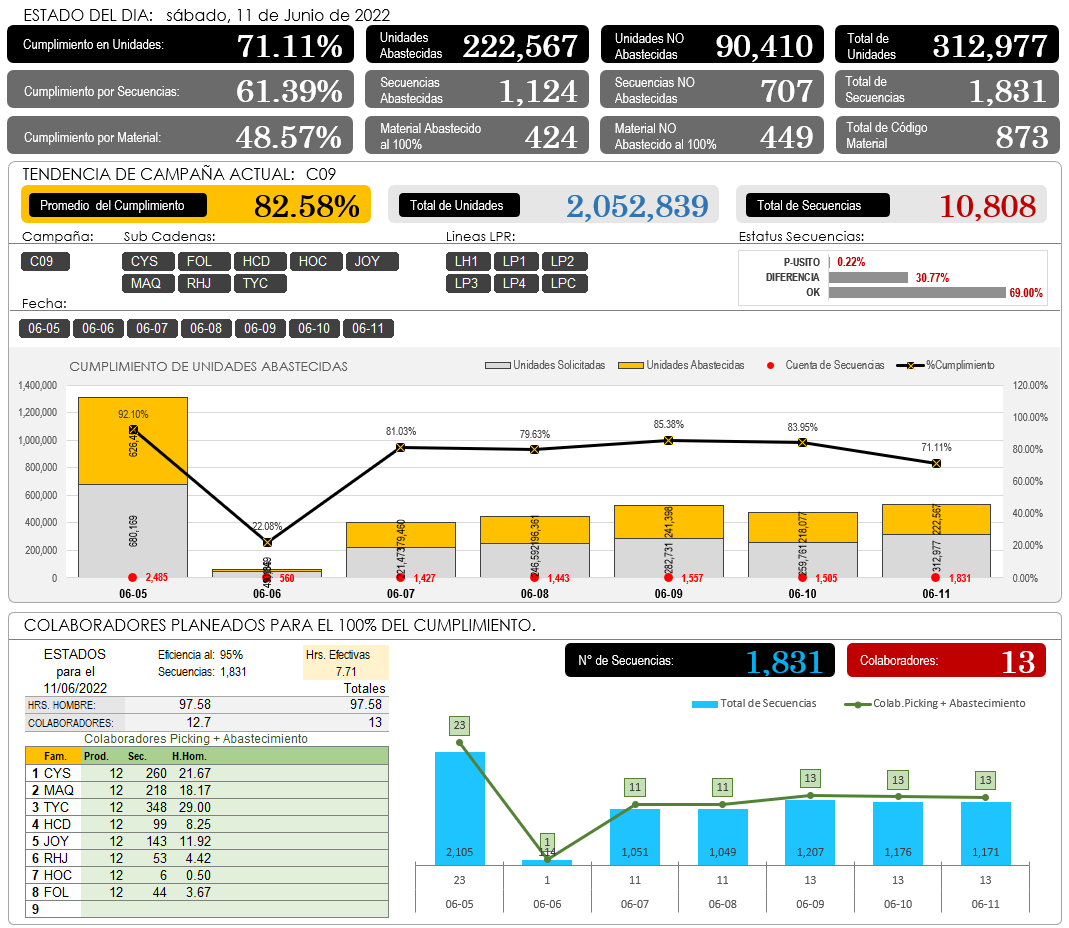 ESTADO DEL DIA: sábado, 11 de Junio de 2022
Cumplimiento en Unidades: 71.11%
Unidades Abastecidas 222,567
Unidades NO Abastecidas 90,410
Total de Unidades 312,977
Cumplimiento por Secuencias: 61.39%
Secuencias Abastecidas 1,124
Secuencias NO Abastecidas 707
Total de Secuencias 1,831
Cumplimiento por Material: 48.57%
Material Abastecido al 100% 424
Material NO Abastecido al 100% 449
Total de Código Material 873
TENDENCIA DE CAMPAÑA ACTUAL: C09
Promedio del Cumplimiento 82.58%
Total de Unidades 2,052,839
Total de Secuencias 10,808
Campaña: Sub Cadenas: Lineas LPR: Estatus Secuencias:
C09 CYS FOL HCD HOC JOY LH1 LP1 LP2
MAQ RHJ TYC LP3 LP4 LPC
P-USITO 0.22%
DIFERENCIA 30.77%
OK 69.00%
Fecha:
06-05 06-06 06-07 06-08 06-09 06-10 06-11
CUMPLIMIENTO DE UNIDADES ABASTECIDAS
Unidades Solicitadas Unidades Abastecidas Cuenta de Secuencias %Cumplimiento
1,400,000 120.00%
1,200,000 100.00%
1,000,000 80.00%
800,000 60.00%
600,000 40.00%
400,000 20.00%
200,000 0.00%
0
92.10% 22.08% 81.03% 79.63% 85.38% 83.95% 71.11%
179,460 196,361 241,398 218,077 222,567
680,169 221,473 246,592 282,731 259,761 312,977
2,485 560 1,427 1,443 1,557 1,505 1,831
06-05 06-06 06-07 06-08 06-09 06-10 06-11
COLABORADORES PLANEADOS PARA EL 100% DEL CUMPLIMIENTO.
ESTADOS para el 11/06/2022
Eficiencia al: 95%
Secuencias: 1,831
Hrs. Efectivas
7.71
Totales
HRS. HOMBRE: 97.58 97.58
COLABORADORES: 12.7 13
Colaboradores Picking + Abastecimiento
Fam. Prod. Sec. H.Hom.
1 CYS 12 260 21.67
2 MAQ 12 218 18.17
3 TYC 12 348 29.00
4 HCD 12 99 8.25
5 JOY 12 143 11.92
6 RHJ 12 53 4.42
7 HOC 12 6 0.50
8 FOL 12 44 3.67
9
N° de Secuencias: 1,831
Colaboradores: 13
Total de Secuencias Colab.Picking + Abastecimiento
23 1 11 11 13 13 13
2,105 114 1,051 1,049 1,207 1,176 1,171
23 1 11 11 13 13 13
06-05 06-06 06-07 06-08 06-09 06-10 06-11